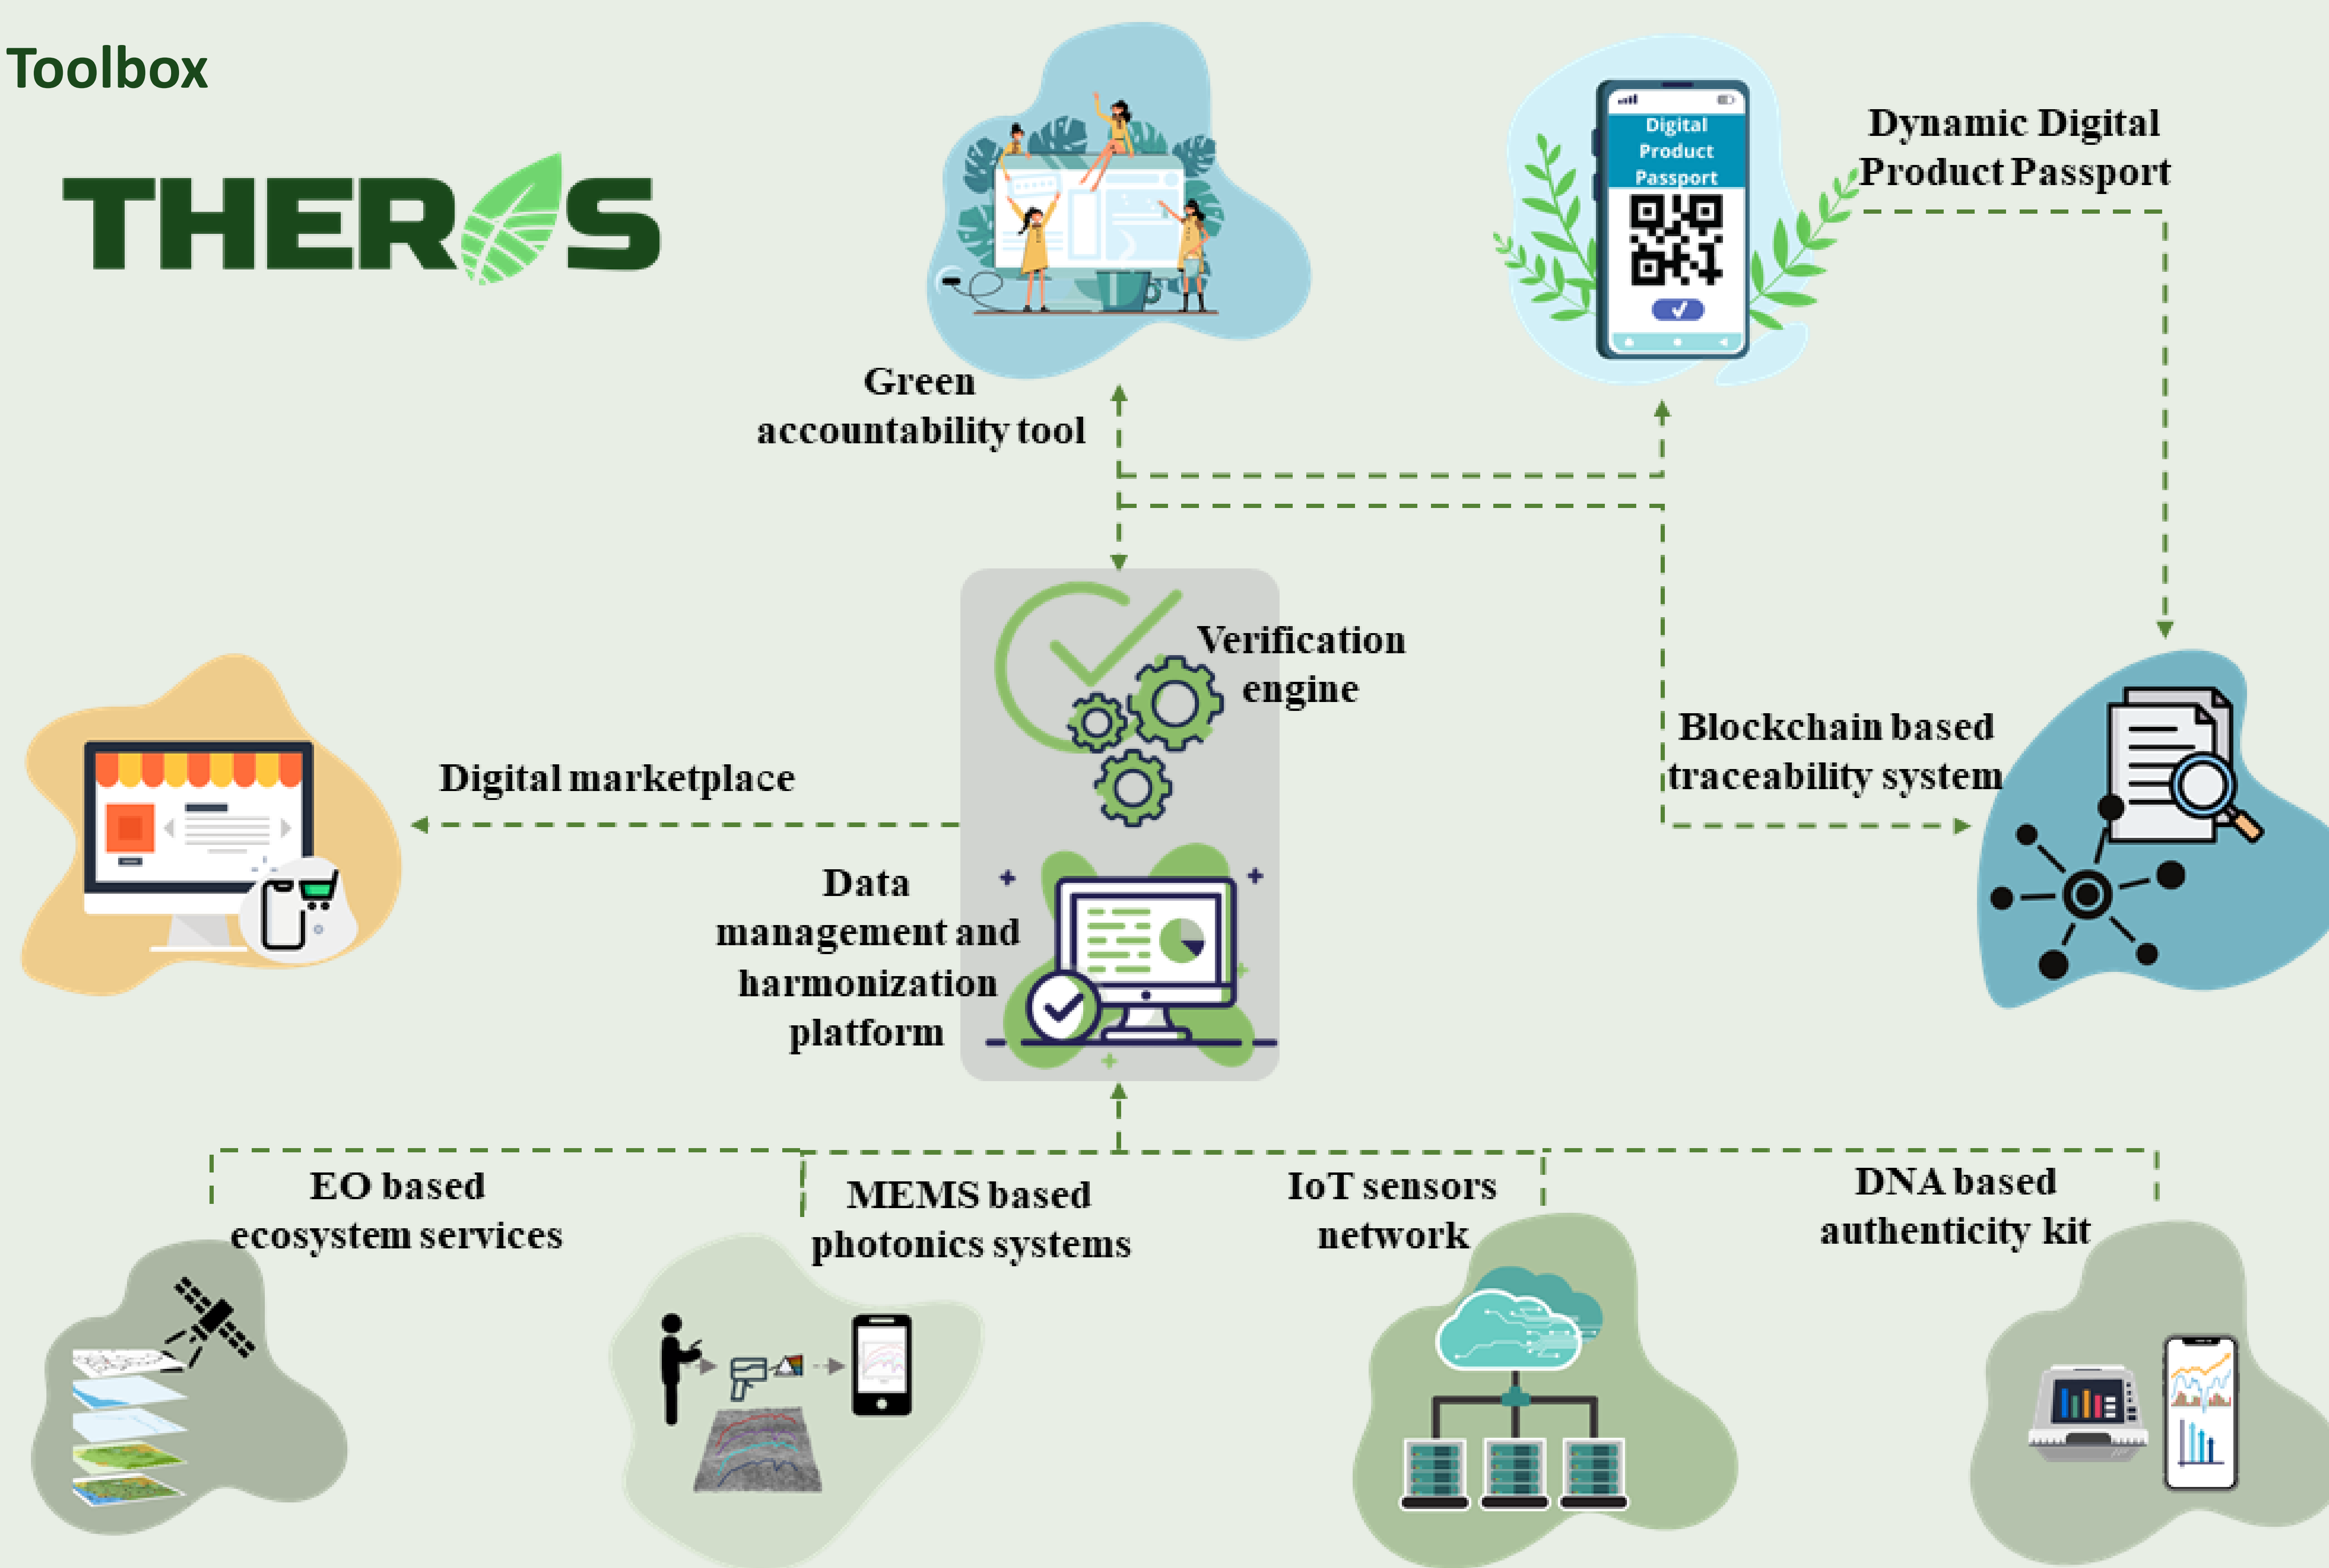 Toolbox
THEROS
Digital
Product
Passport
Dynamic Digital
Product Passport
Green
accountability tool
Verification
engine
Blockchain based
traceability system
Digital marketplace
Data
management and
harmonization
platform
EO based
ecosystem services
MEMS based
photonics systems
IoT sensors
network
DNA based
authenticity kit